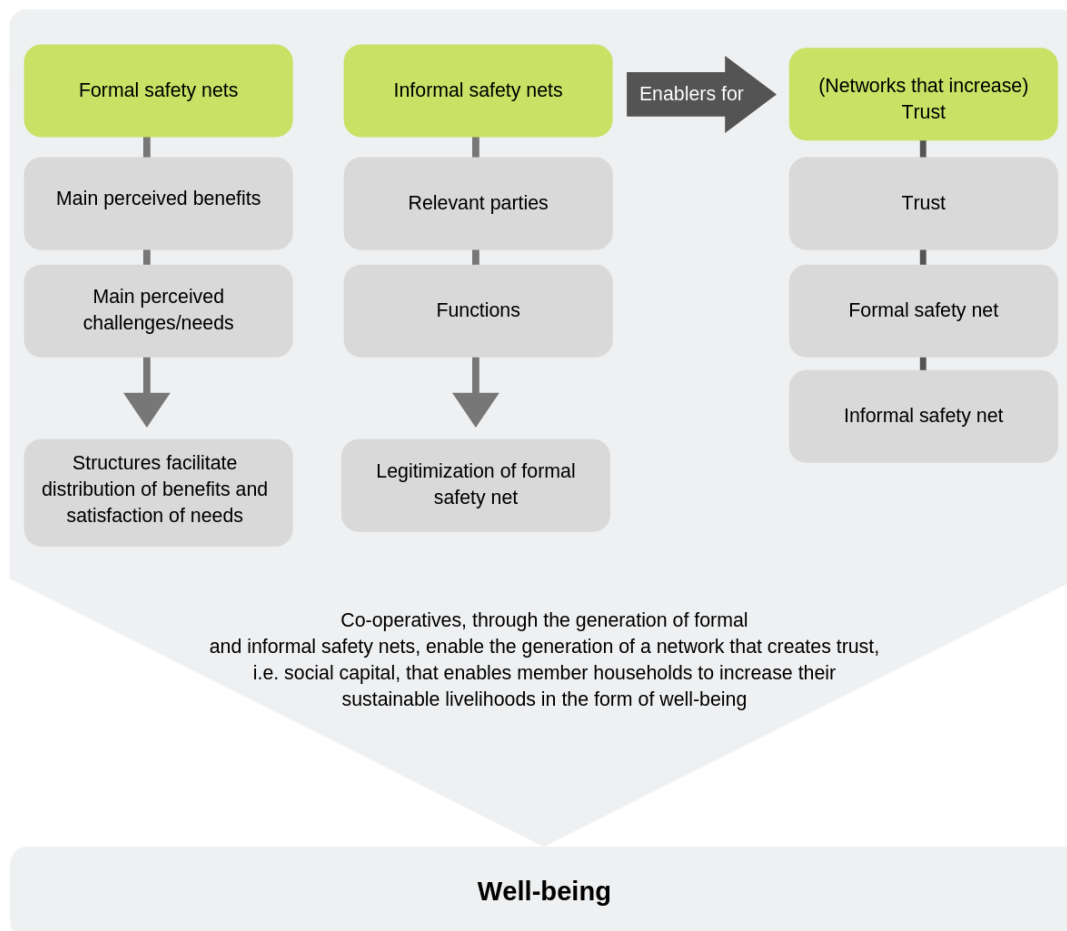 Formal safety nets
Informal safety nets
Enablers for
(Networks that increase)
Trust
Main perceived benefits
Relevant parties
Trust
Main perceived
challenges/needs
Functions
Formal safety net
Informal safety net
Structures facilitate
distribution of benefits and
satisfaction of needs
Legitimization of formal
safety net
Co-operatives, through the generation of formal
and informal safety nets, enable the generation of a network that creates trust,
i.e. social capital, that enables member households to increase their
sustainable livelihoods in the form of well-being
Well-being